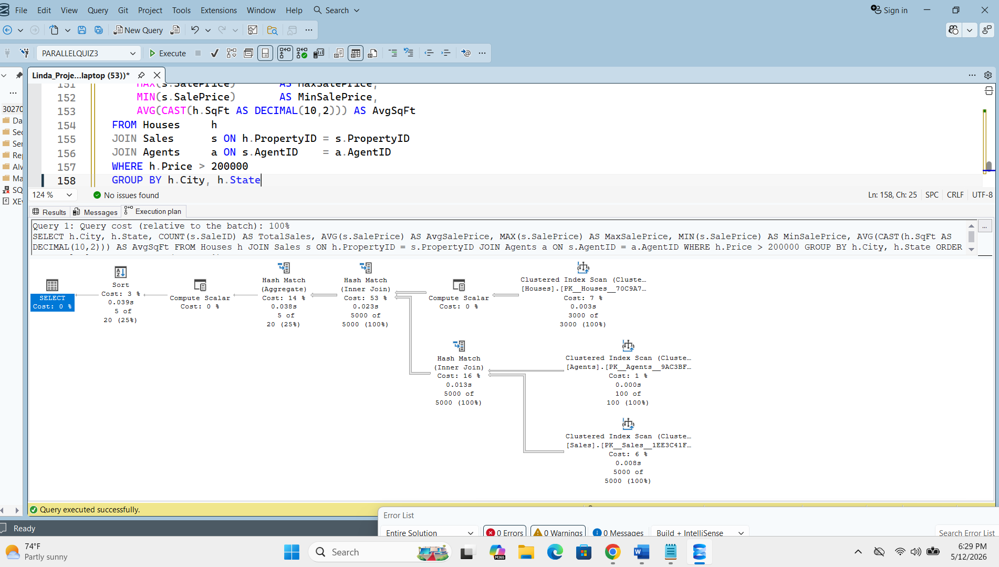 File Edit View Query Git Project Tools Extensions Window Help Search Sign in
New Query
PARALLELQUIZ3 Execute
Linda_Proje...laptop (53))*
151 MAX(s.SalePrice) AS MaxSalePrice,
152 MIN(s.SalePrice) AS MinSalePrice,
153 AVG(CAST(h.SqFt AS DECIMAL(10,2))) AS AvgSqFt
154 FROM Houses h
155 JOIN Sales s ON h.PropertyID = s.PropertyID
156 JOIN Agents a ON s.AgentID = a.AgentID
157 WHERE h.Price > 200000
158 GROUP BY h.City, h.State
30270
Da
Sec
Ser
Rep
Alw
Ma
SQ
XEv
124 % No issues found Ln: 158, Ch: 25 SPC CRLF UTF-8
Results Messages Execution plan
Query 1: Query cost (relative to the batch): 100%
SELECT h.City, h.State, COUNT(s.SaleID) AS TotalSales, AVG(s.SalePrice) AS AvgSalePrice, MAX(s.SalePrice) AS MaxSalePrice, MIN(s.SalePrice) AS MinSalePrice, AVG(CAST(h.SqFt AS
DECIMAL(10,2))) AS AvgSqFt FROM Houses h JOIN Sales s ON h.PropertyID = s.PropertyID JOIN Agents a ON s.AgentID = a.AgentID WHERE h.Price > 200000 GROUP BY h.City, h.State ORDER
SELECT
Cost: 0 %
Sort
Cost: 3 %
0.039s
5 of
20 (25%)
Compute Scalar
Cost: 0 %
Hash Match
(Aggregate)
Cost: 14 %
0.038s
5 of
20 (25%)
Hash Match
(Inner Join)
Cost: 53 %
0.023s
5000 of
5000 (100%)
Compute Scalar
Cost: 0 %
Clustered Index Scan (Cluste...
[Houses].[PK__Houses__70C9A7...
Cost: 7 %
0.003s
3000 of
3000 (100%)
Hash Match
(Inner Join)
Cost: 16 %
0.013s
5000 of
5000 (100%)
Clustered Index Scan (Cluste...
[Agents].[PK__Agents__9AC3BF...
Cost: 1 %
0.000s
100 of
100 (100%)
Clustered Index Scan (Cluste...
[Sales].[PK__Sales__1EE3C41F...
Cost: 6 %
0.008s
5000 of
5000 (100%)
Query executed successfully.
Error List
Ready
Entire Solution 0 Errors 0 Warnings 0 Messages Build + IntelliSense Search Error List
74°F
Partly sunny
Search
M365
6:29 PM
5/12/2026